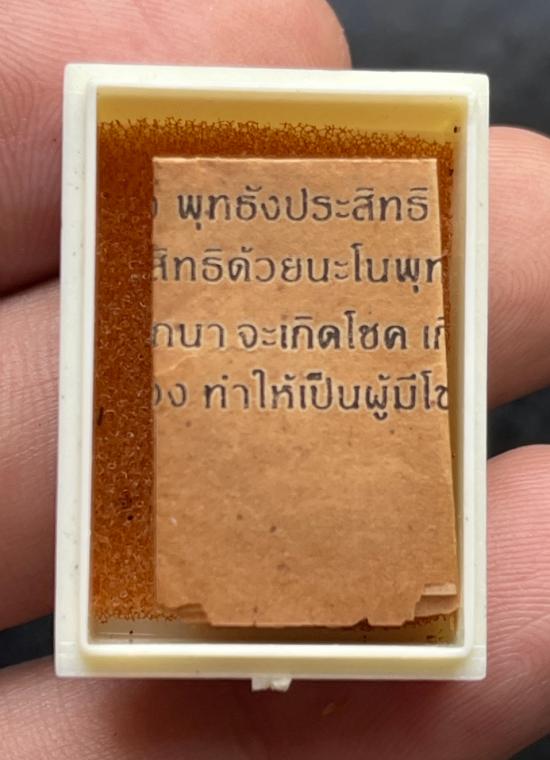 พุทธังประสิทธิ
สิทธิด้วยนะโนพุท
กนา จะเกิดโชค เกิ
อง ทำให้เป็นผู้มีโช